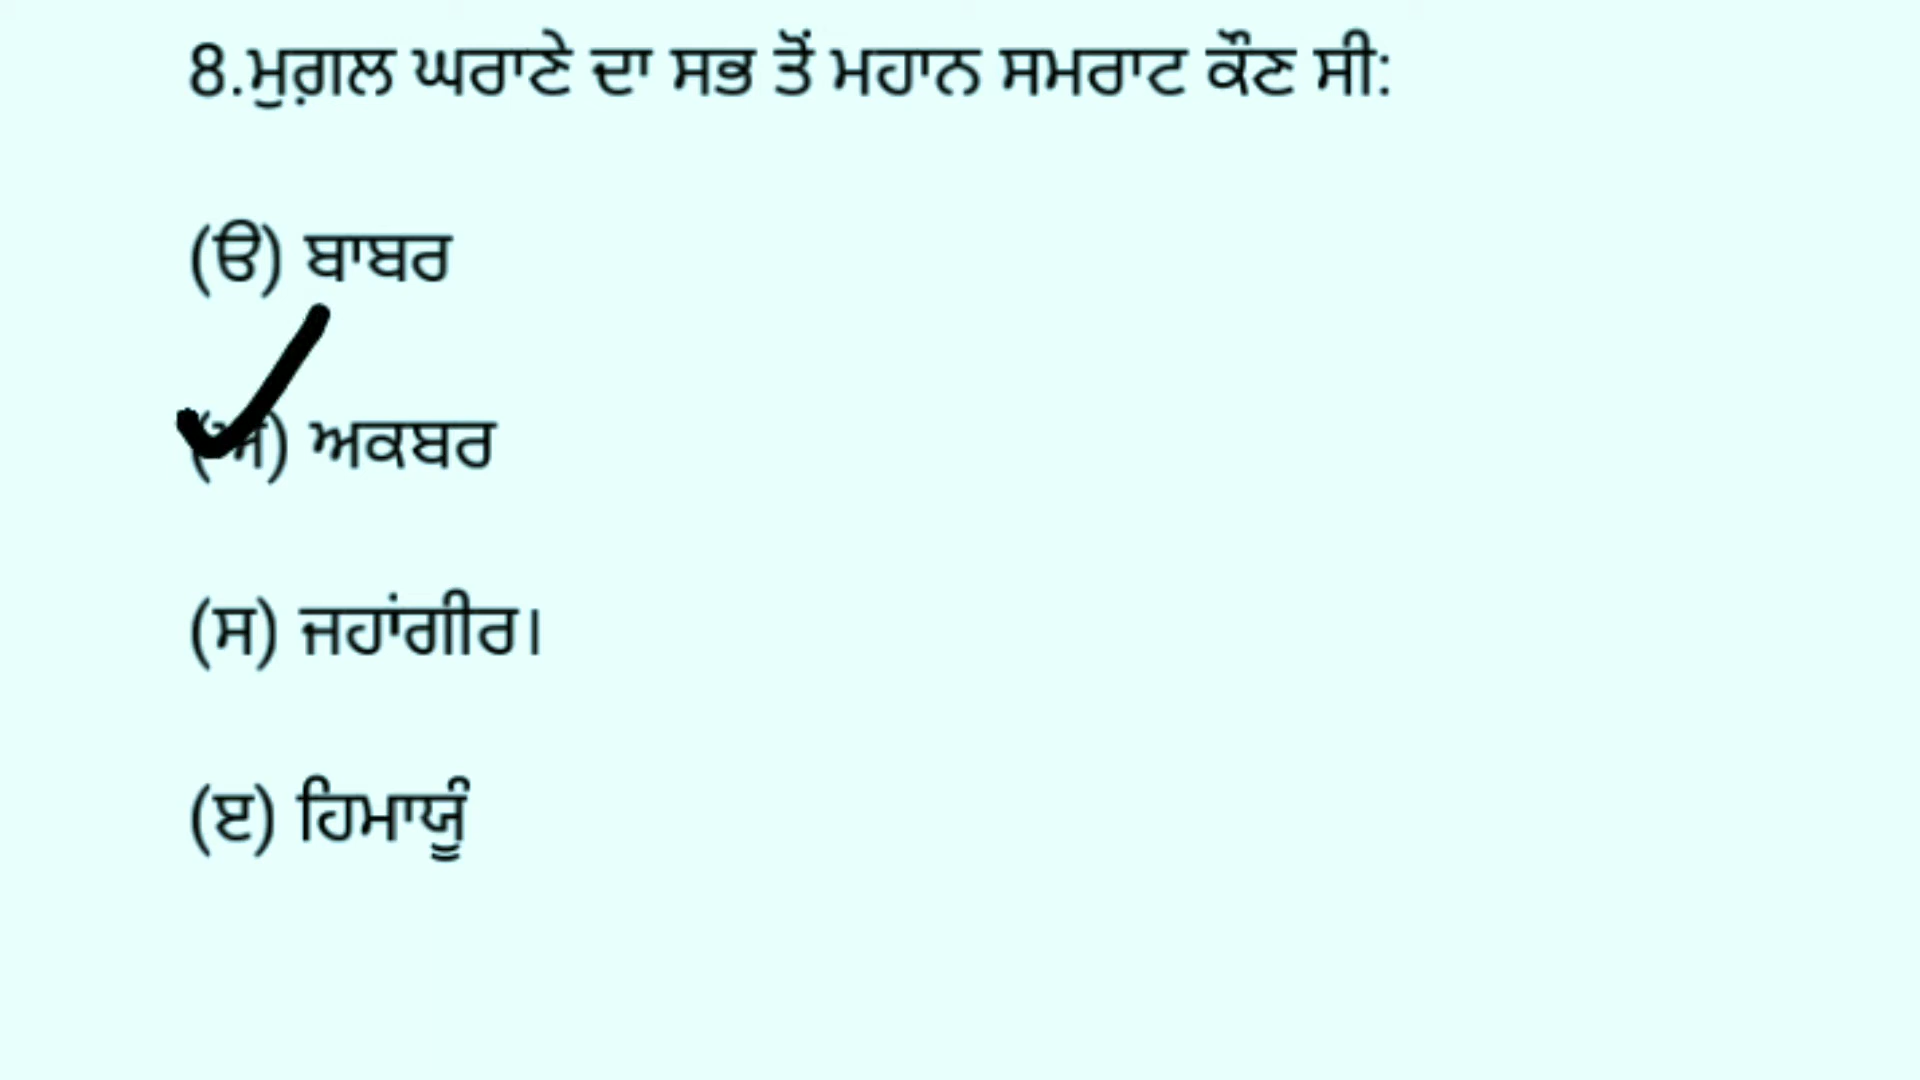 8.ਮੁਗ਼ਲ ਘਰਾਣੇ ਦਾ ਸਭ ਤੋਂ ਮਹਾਨ ਸਮਰਾਟ ਕੌਣ ਸੀ:
(ੳ) ਬਾਬਰ
(ਅ) ਅਕਬਰ
(ਸ) ਜਹਾਂਗੀਰ।
(ੲ) ਹਿਮਾਯੂੰ